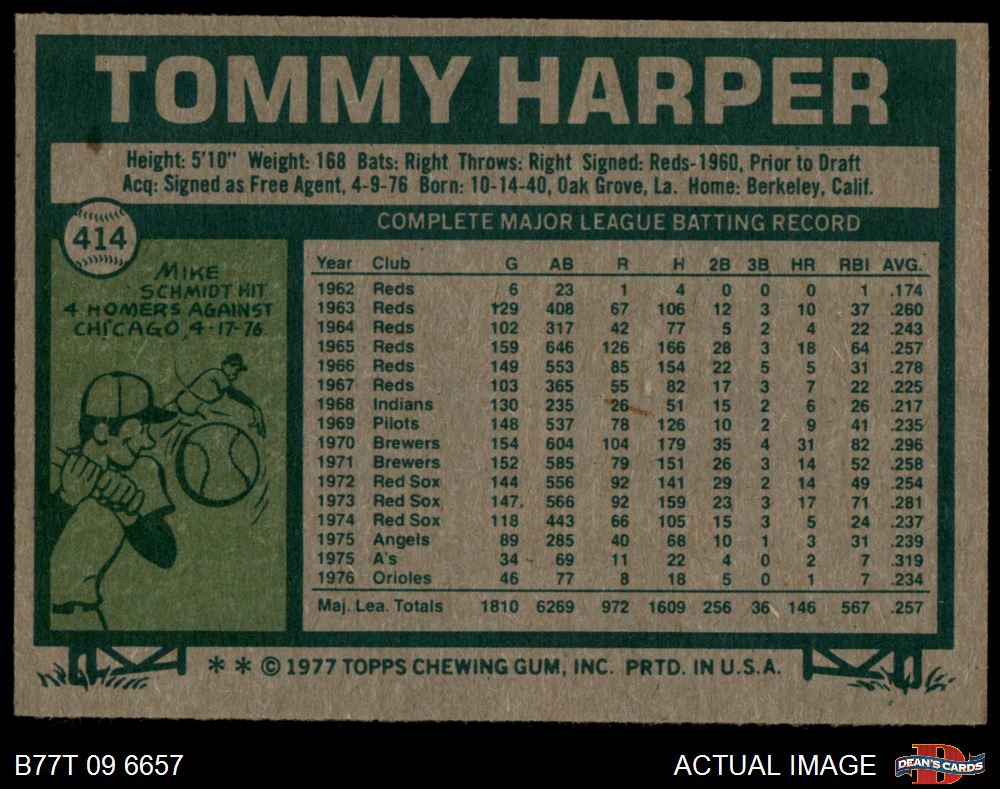 TOMMY HARPER
Height: 5'10" Weight: 168 Bats: Right Throws: Right Signed: Reds-1960, Prior to Draft
Acq: Signed as Free Agent, 4-9-76 Born: 10-14-40, Oak Grove, La. Home: Berkeley, Calif.
414
COMPLETE MAJOR LEAGUE BATTING RECORD
MIKE
SCHMIDT HIT
4 HOMERS AGAINST
CHICAGO, 4-17-76.
Year Club G AB R H 2B 3B HR RBI AVG.
1962 Reds 6 23 1 4 0 0 0 1 .174
1963 Reds 129 408 67 106 12 3 10 37 .260
1964 Reds 102 317 42 77 5 2 4 22 .243
1965 Reds 159 646 126 166 28 3 18 64 .257
1966 Reds 149 553 85 154 22 5 5 31 .278
1967 Reds 103 365 55 82 17 3 7 22 .225
1968 Indians 130 235 26 51 15 2 6 26 .217
1969 Pilots 148 537 78 126 10 2 9 41 .235
1970 Brewers 154 604 104 179 35 4 31 82 .296
1971 Brewers 152 585 79 151 26 3 14 52 .258
1972 Red Sox 144 556 92 141 29 2 14 49 .254
1973 Red Sox 147. 566 92 159 23 3 17 71 .281
1974 Red Sox 118 443 66 105 15 3 5 24 .237
1975 Angels 89 285 40 68 10 1 3 31 .239
1975 A's 34 69 11 22 4 0 2 7 .319
1976 Orioles 46 77 8 18 5 0 1 7 .234
Maj. Lea. Totals 1810 6269 972 1609 256 36 146 567 .257
* * © 1977 TOPPS CHEWING GUM, INC. PRTD. IN U.S.A.
B77T 09 6657
ACTUAL IMAGE
D
DEAN'S CARDS